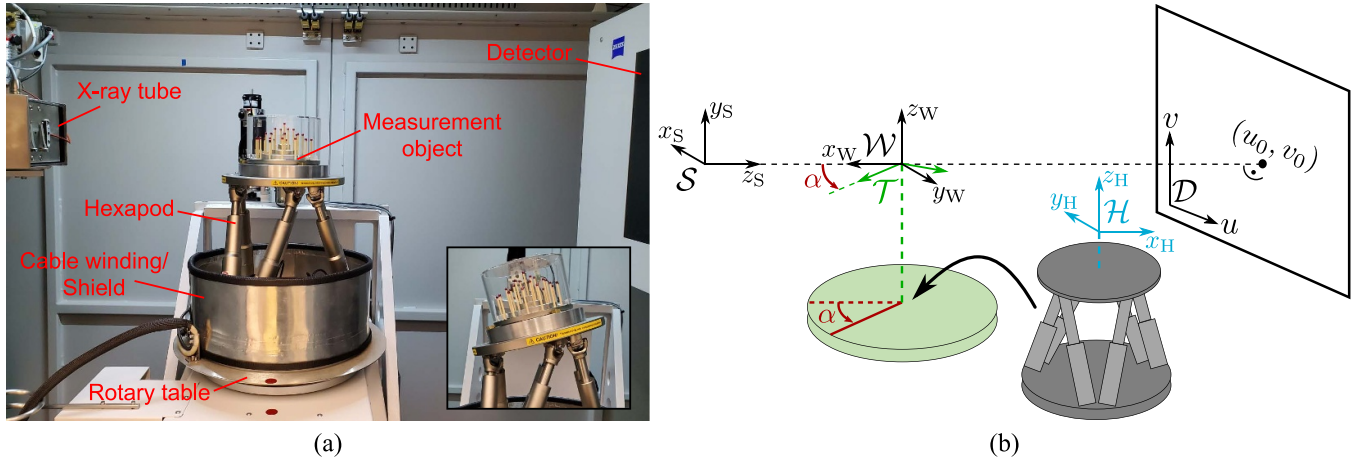 Detector
ZEISS
X-ray tube
Measurement
object
Hexapod
Cable winding/
Shield
CAUTION!
Rotary table
(a)
y_S
x_S
z_S
S
α
x_W
W
z_W
y_W
T
α
v
(u_0, v_0)
D
u
z_H
y_H
H
x_H
(b)